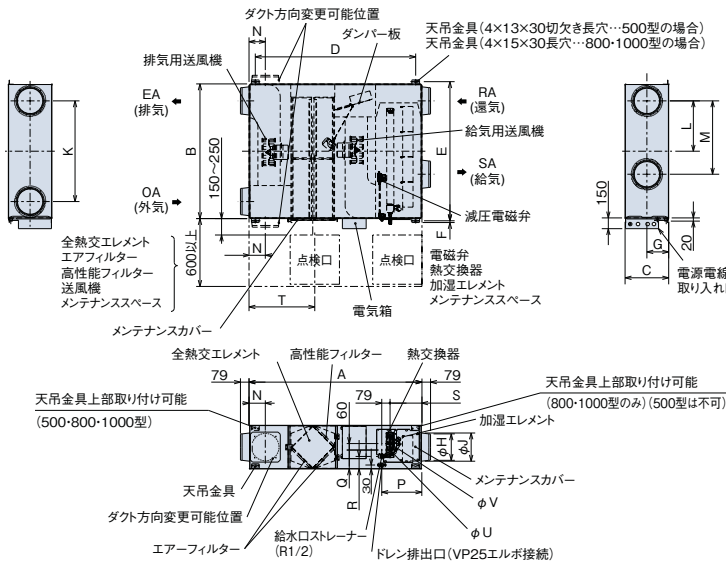 ダクト方向変更可能位置
ダンパー板
天吊金具(4×13×30切欠き長穴…500型の場合)
天吊金具(4×15×30長穴…800・1000型の場合)
排気用送風機
N
D
EA
(排気)
RA
(還気)
給気用送風機
SA
(給気)
OA
(外気)
K
B
150〜250
E
L
M
150
減圧電磁弁
F
G
20
C
電源電線
取り入れ
600以上
N
全熱交エレメント
エアフィルター
高性能フィルター
送風機
メンテナンススペース
点検口
点検口
電磁弁
熱交換器
加湿エレメント
メンテナンススペース
T
電気箱
メンテナンスカバー
全熱交エレメント
高性能フィルター
熱交換器
79
A
79
天吊金具上部取り付け可能
(500・800・1000型)
N
60
79
S
天吊金具上部取り付け可能
(800・1000型のみ)(500型は不可)
加湿エレメント
φH
φJ
メンテナンスカバー
Q
R
30
P
φV
φU
天吊金具
ダクト方向変更可能位置
エアーフィルター
給水口ストレーナー
(R1/2)
ドレン排出口(VP25エルボ接続)